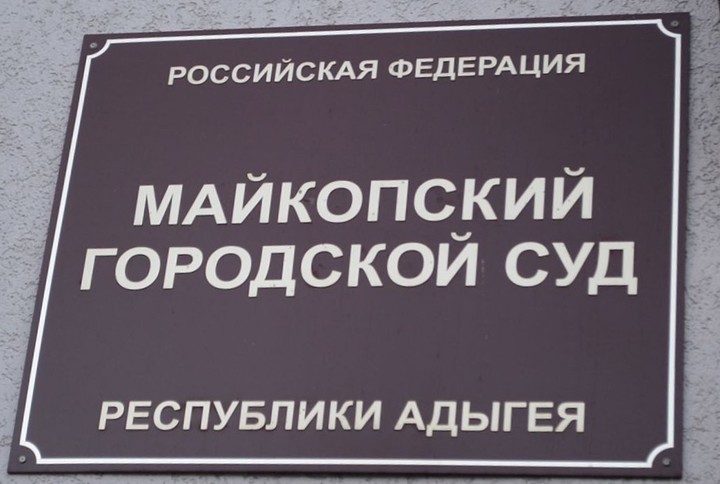 РОССИЙСКАЯ ФЕДЕРАЦИЯ
МАЙКОПСКИЙ
ГОРОДСКОЙ СУД
РЕСПУБЛИКИ АДЫГЕЯ